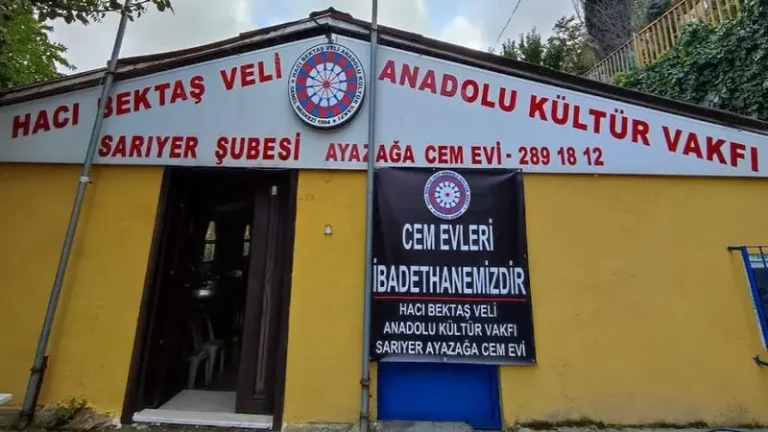 HACI BEKTAŞ VELİ ANADOLU KÜLTÜR VAKFI
SARIYER ŞUBESİ AYAZAĞA CEM EVİ - 289 18 12
CEM EVLERİ
İBADETHANEMİZDİR
HACI BEKTAŞ VELİ
ANADOLU KÜLTÜR VAKFI
SARIYER AYAZAĞA CEM EVİ